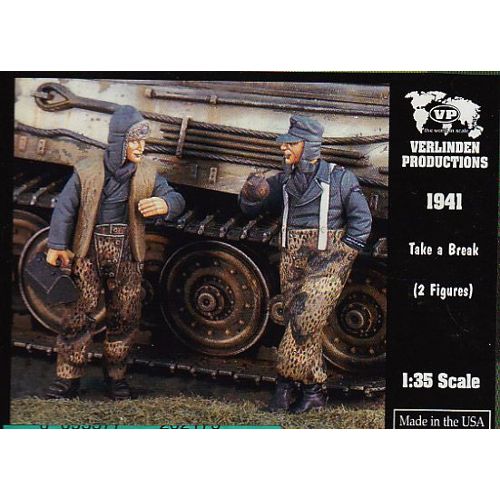 VP
the world in scale
VERLINDEN
PRODUCTIONS
1941
Take a Break
(2 Figures)
1:35 Scale
Made in the USA